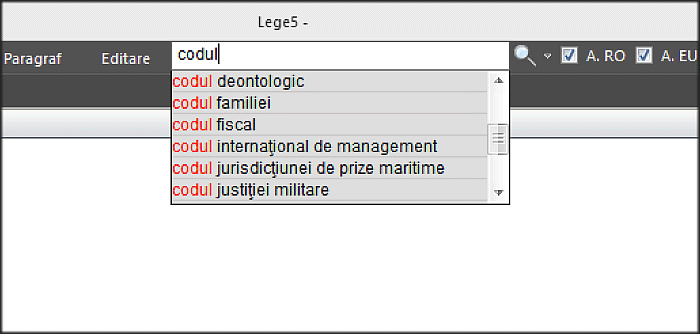 Lege5 -
Paragraf Editare codul A. RO A. EU
codul deontologic
codul familiei
codul fiscal
codul internaţional de management
codul jurisdicţiunei de prize maritime
codul justiţiei militare